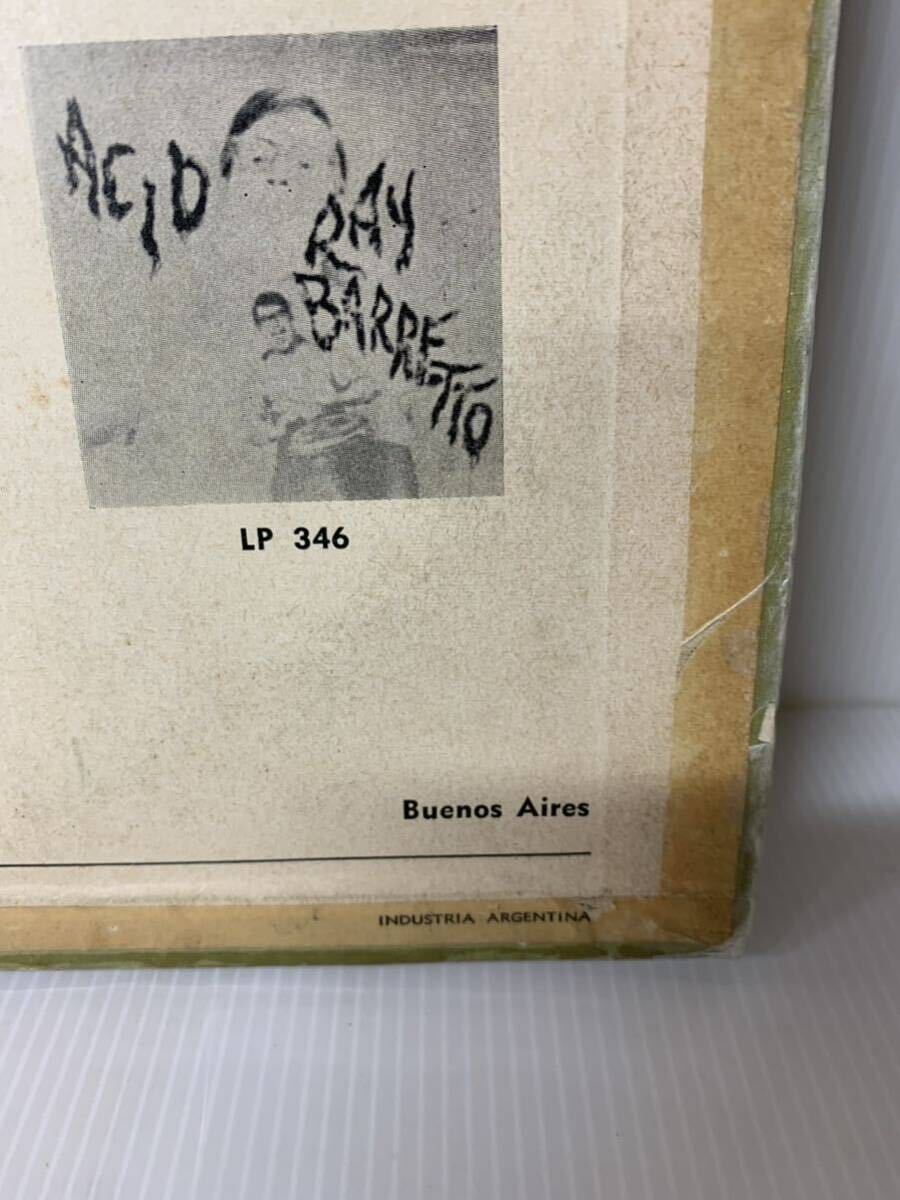 ACID
RAY
BARRETTO
LP 346
Buenos Aires
INDUSTRIA ARGENTINA